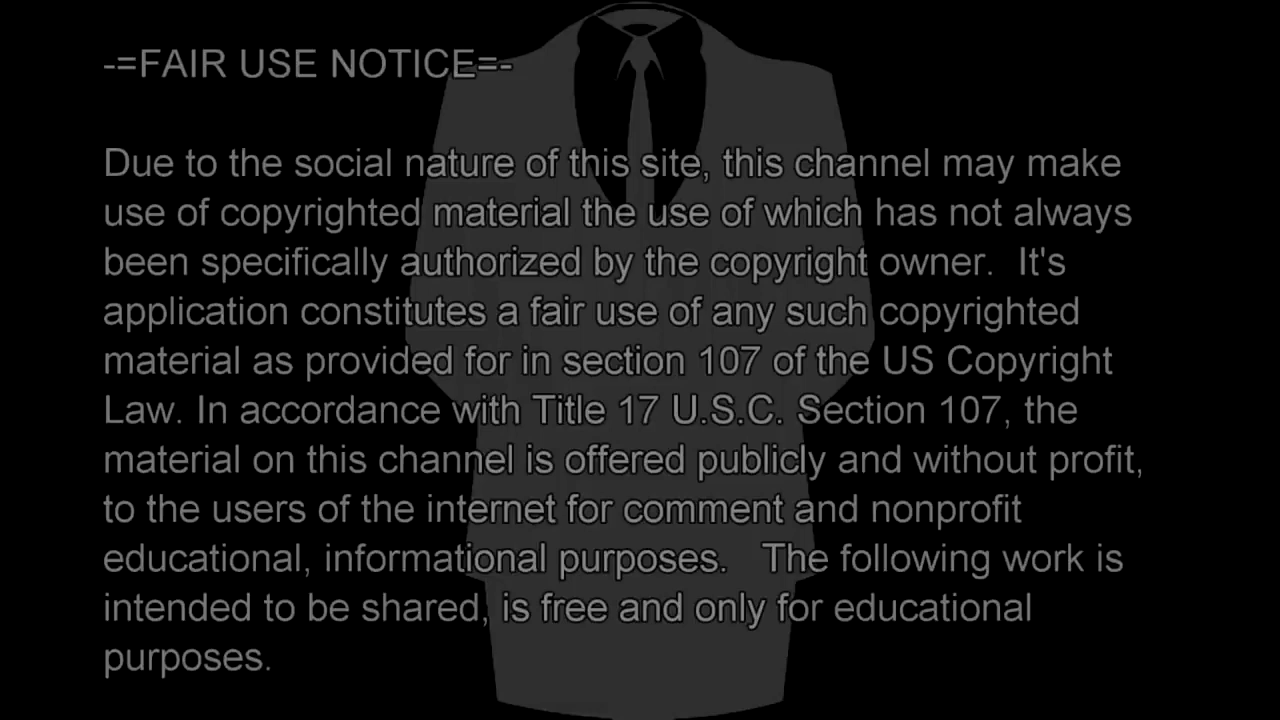 -=FAIR USE NOTICE=-
Due to the social nature of this site, this channel may make
use of copyrighted material the use of which has not always
been specifically authorized by the copyright owner.  It's
application constitutes a fair use of any such copyrighted
material as provided for in section 107 of the US Copyright
Law. In accordance with Title 17 U.S.C. Section 107, the
material on this channel is offered publicly and without profit,
to the users of the internet for comment and nonprofit
educational, informational purposes.   The following work is
intended to be shared, is free and only for educational
purposes.